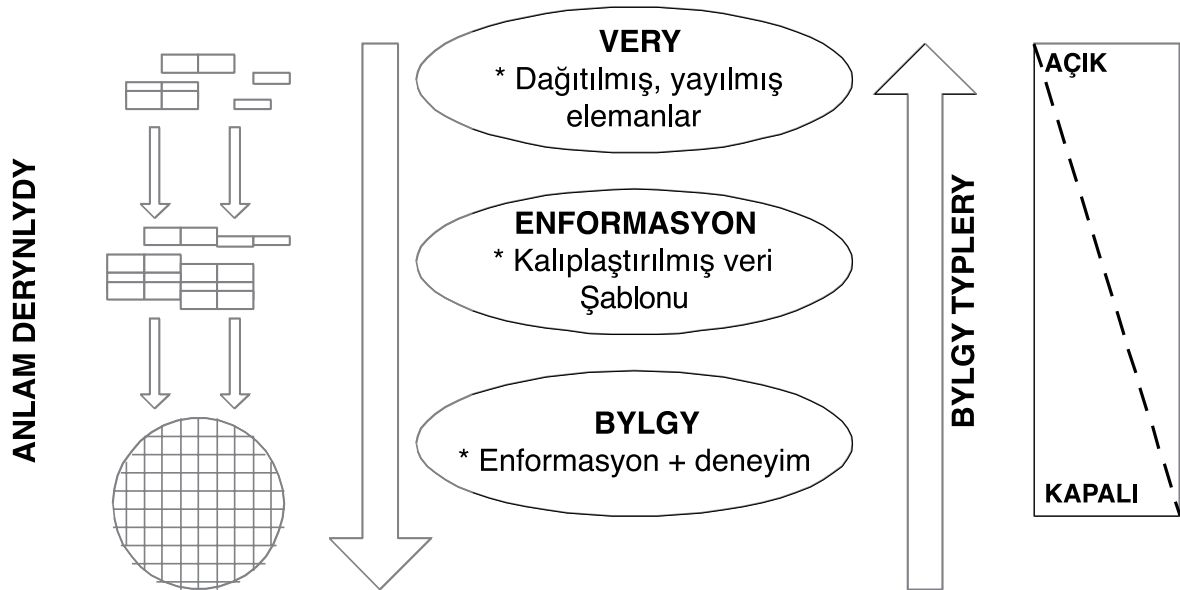 ANLAM DERYNLYDY
VERY
* Dağıtılmış, yayılmış
elemanlar
ENFORMASYON
* Kalıplaştırılmış veri
Şablonu
BYLGY
* Enformasyon + deneyim
BYLGY TYPLERY
AÇIK
KAPALI